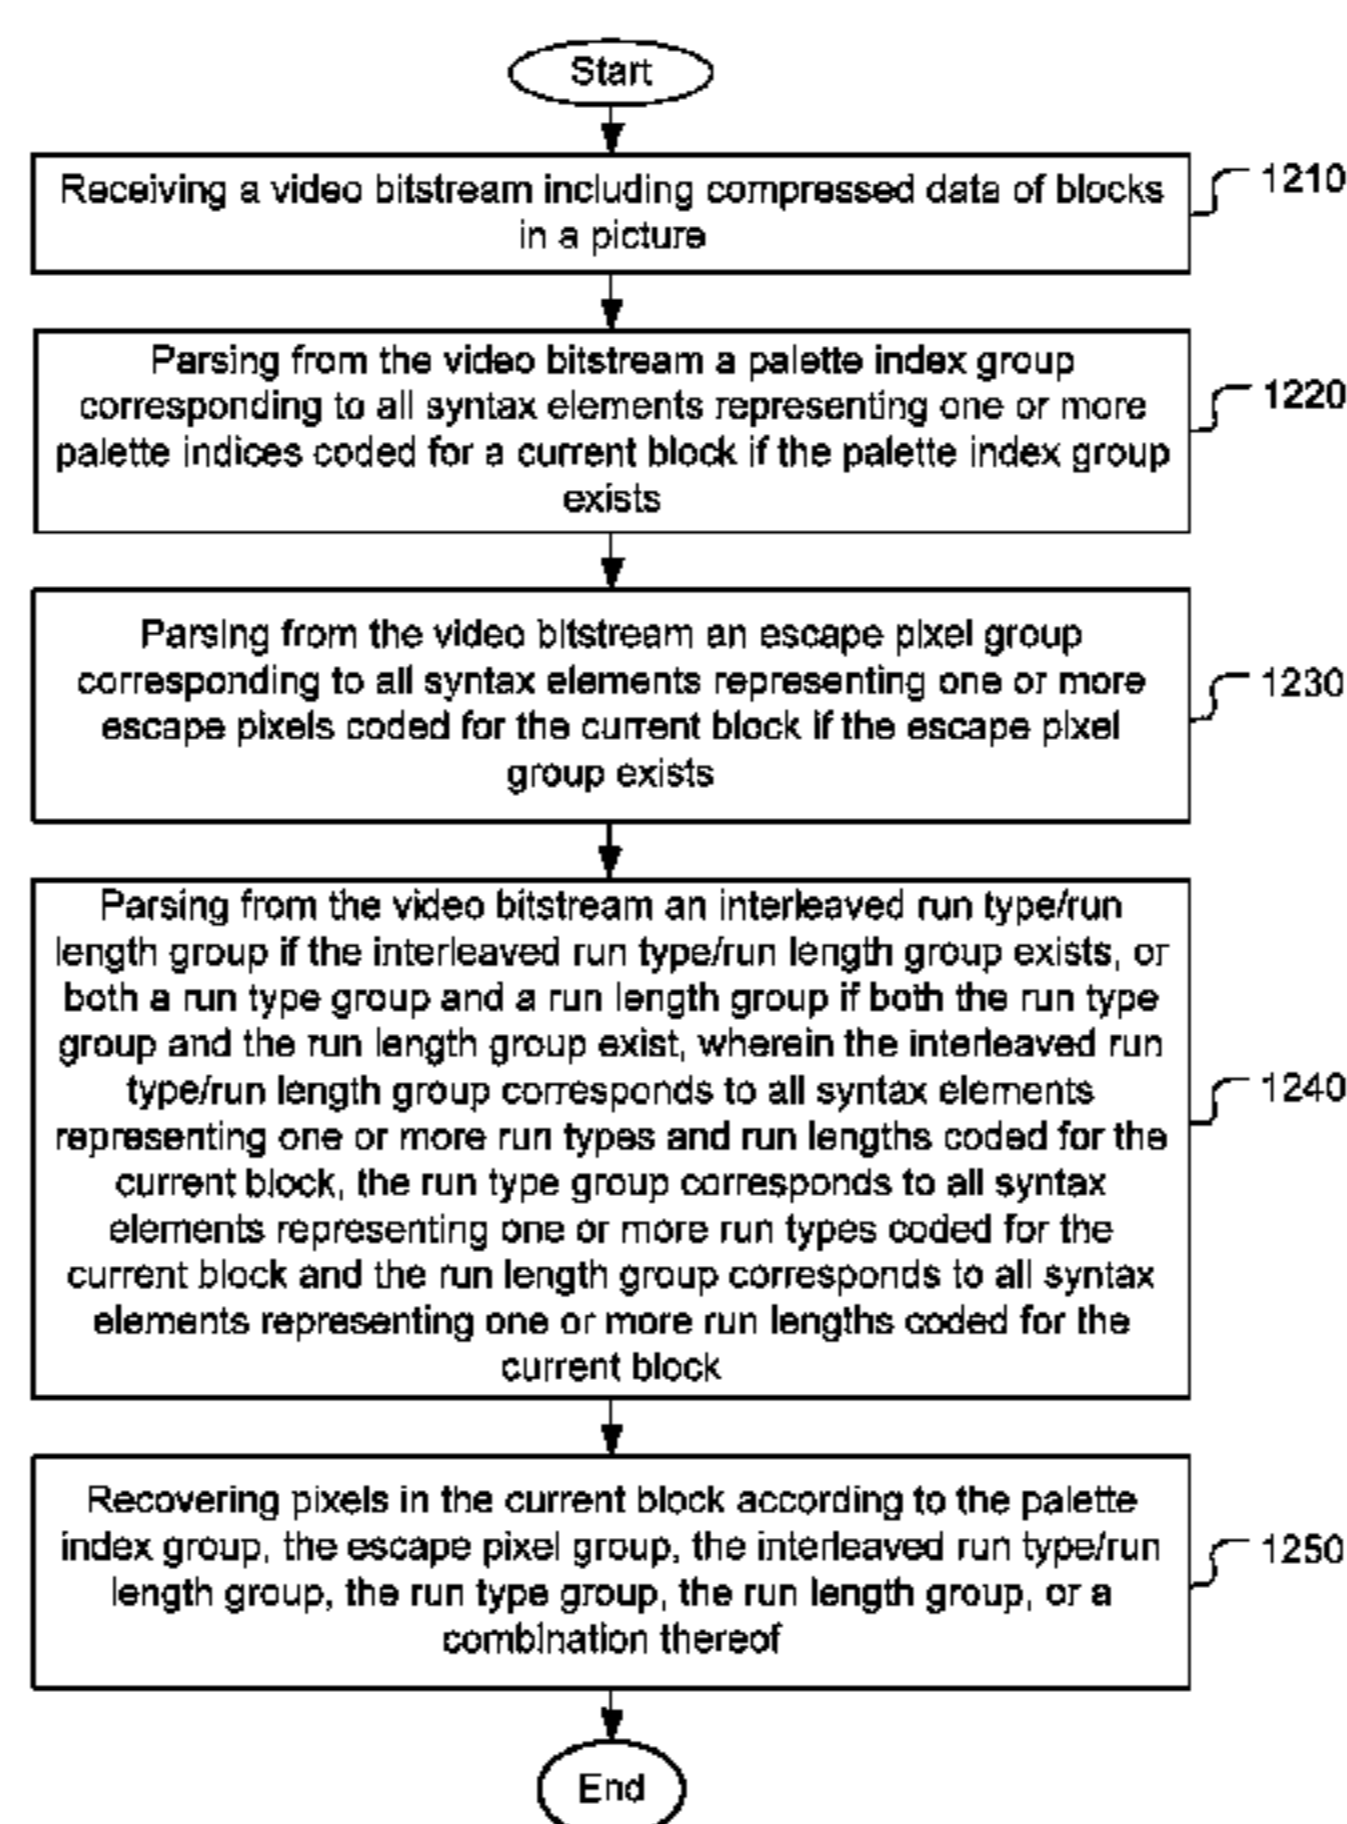 Start
Receiving a video bitstream including compressed data of blocks
in a picture
1210
Parsing from the video bitstream a palette index group
corresponding to all syntax elements representing one or more
palette indices coded for a current block if the palette index group
exists
1220
Parsing from the video bitstream an escape pixel group
corresponding to all syntax elements representing one or more
escape pixels coded for the current block if the escape pixel
group exists
1230
Parsing from the video bitstream an interleaved run type/run
length group if the interleaved run type/run length group exists, or
both a run type group and a run length group if both the run type
group and the run length group exist, wherein the interleaved run
type/run length group corresponds to all syntax elements
representing one or more run types and run lengths coded for the
current block, the run type group corresponds to all syntax
elements representing one or more run types coded for the
current block and the run length group corresponds to all syntax
elements representing one or more run lengths coded for the
current block
1240
Recovering pixels in the current block according to the palette
index group, the escape pixel group, the interleaved run type/run
length group, the run type group, the run length group, or a
combination thereof
1250
End